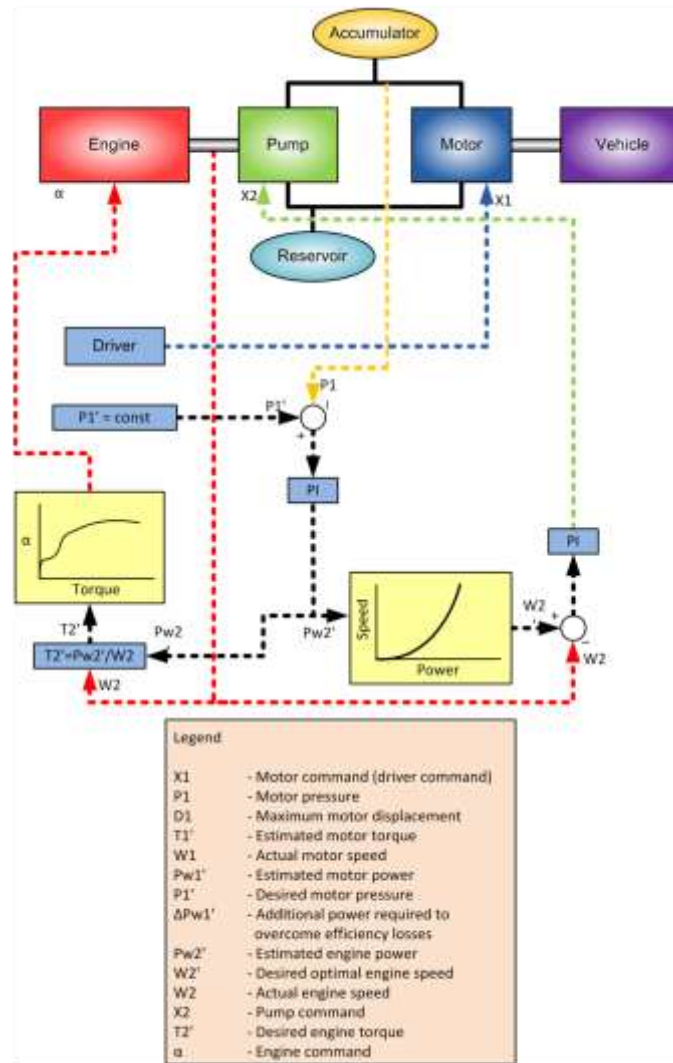 Accumulator
Engine
Pump
Motor
Vehicle
α
X2
X1
Reservoir
Driver
P1
P1' = const
P1'
-
+
PI
α
Torque
PI
T2'
Pw2
Pw2'
Speed
Power
W2
+
-
T2'=Pw2'/W2
W2
W2
Legend
X1 - Motor command (driver command)
P1 - Motor pressure
D1 - Maximum motor displacement
T1' - Estimated motor torque
W1 - Actual motor speed
Pw1' - Estimated motor power
P1' - Desired motor pressure
ΔPw1' - Additional power required to
overcome efficiency losses
Pw2' - Estimated engine power
W2' - Desired optimal engine speed
W2 - Actual engine speed
X2 - Pump command
T2' - Desired engine torque
α - Engine command